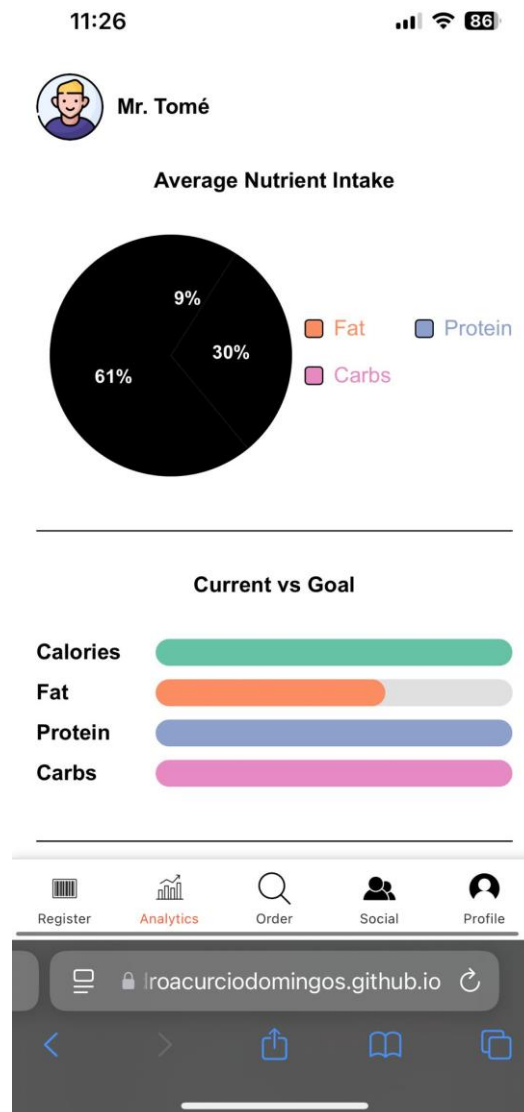 11:26
86
Mr. Tomé
Average Nutrient Intake
9%
30%
61%
Fat
Protein
Carbs
Current vs Goal
Calories
Fat
Protein
Carbs
Register
Analytics
Order
Social
Profile
roacurciodomingos.github.io